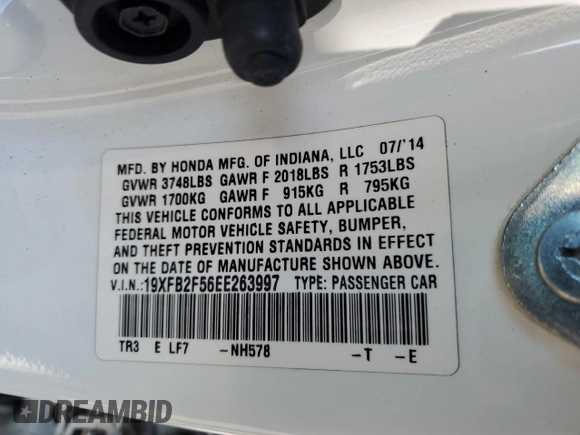 MFD. BY HONDA MFG. OF INDIANA, LLC 07/'14
GVWR 3748LBS GAWR F 2018LBS R 1753LBS
GVWR 1700KG GAWR F 915KG R 795KG
THIS VEHICLE CONFORMS TO ALL APPLICABLE
FEDERAL MOTOR VEHICLE SAFETY, BUMPER,
AND THEFT PREVENTION STANDARDS IN EFFECT
ON THE DATE OF MANUFACTURE SHOWN ABOVE.
V.I.N.:19XFB2F56EE263997 TYPE: PASSENGER CAR
TR3 E LF7 -NH578 -T -E
DREAMBID